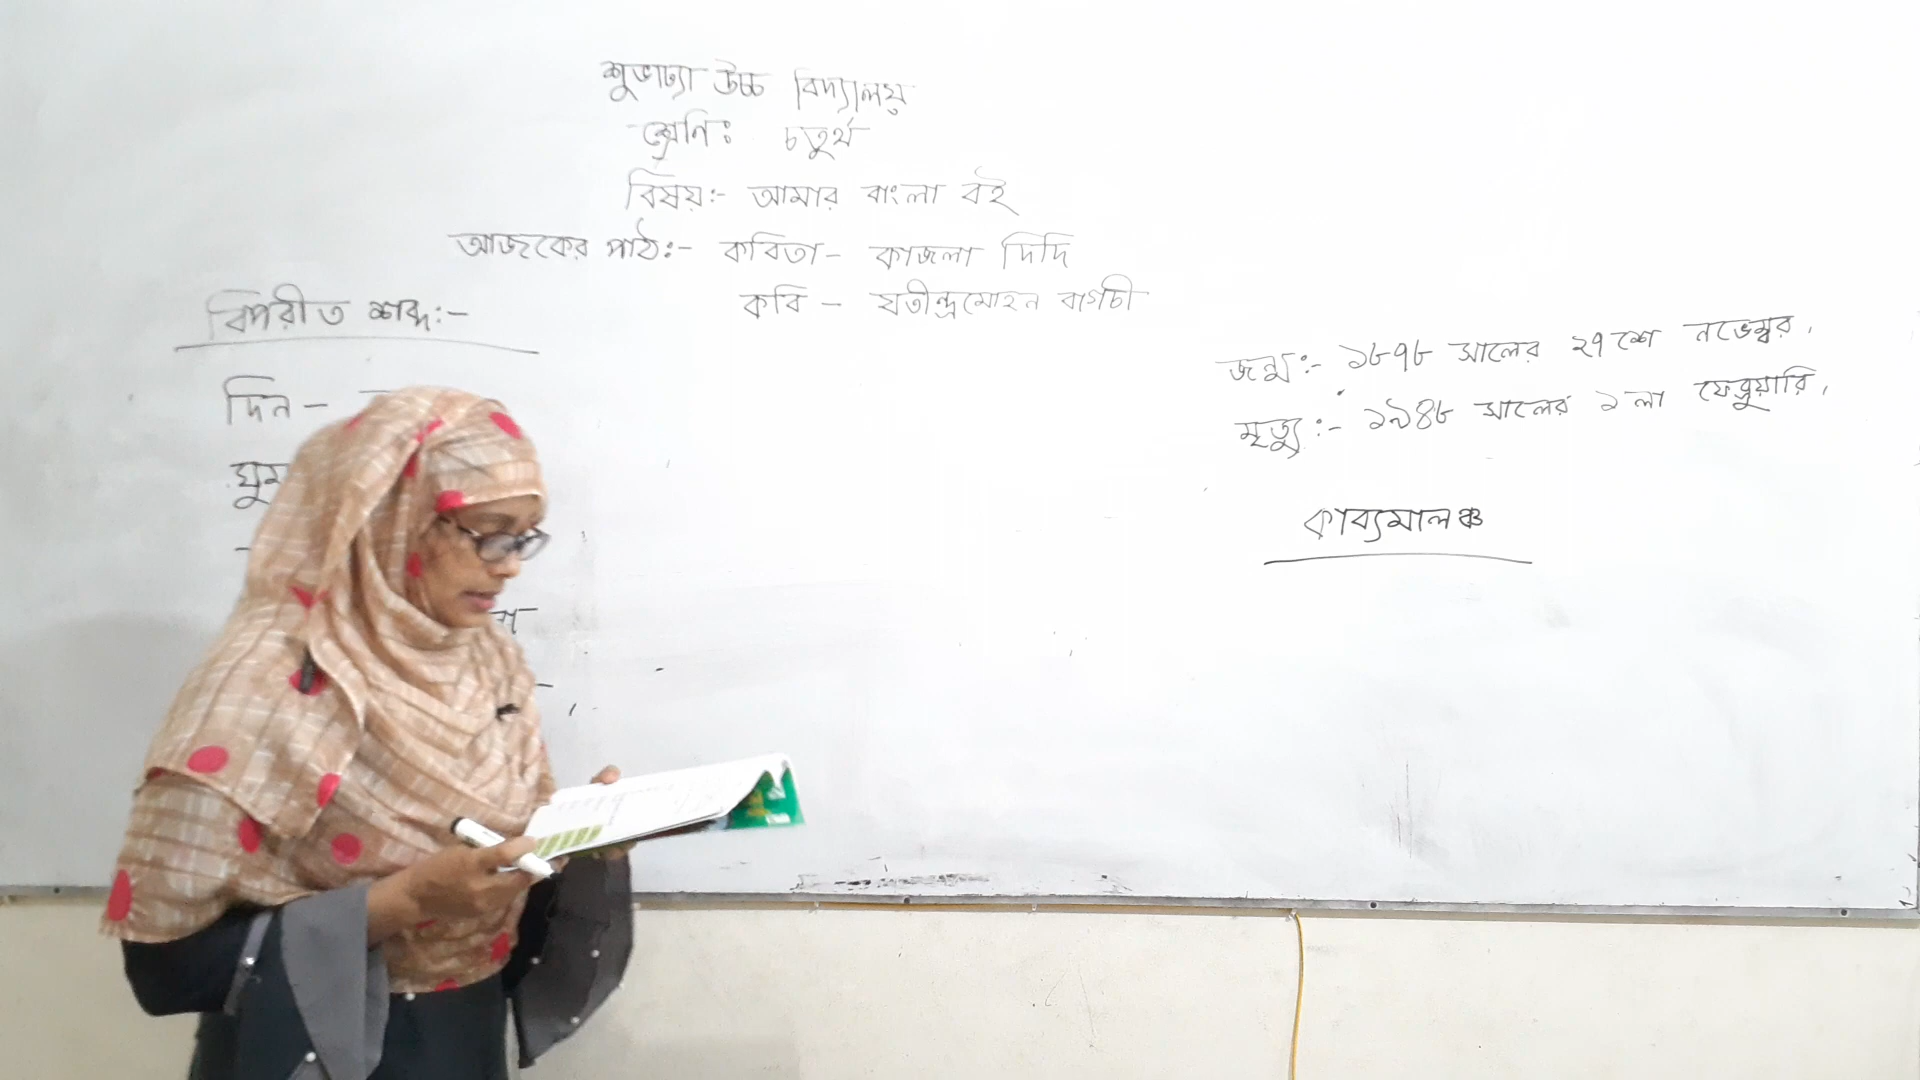 শুভাঢ্যা উচ্চ বিদ্যালয়
শ্রেণিঃ চতুর্থ
বিষয়ঃ- আমার বাংলা বই
আজকের পাঠঃ- কবিতা- কাজলা দিদি
কবি - যতীন্দ্রমোহন বাগচী
বিপরীত শব্দঃ-
দিন -
জন্মঃ- ১৮৭৮ সালের ২৭শে নভেম্বর,
মৃত্যুঃ- ১৯৪৮ সালের ১লা ফেব্রুয়ারি,
কাব্যমালঞ্চ